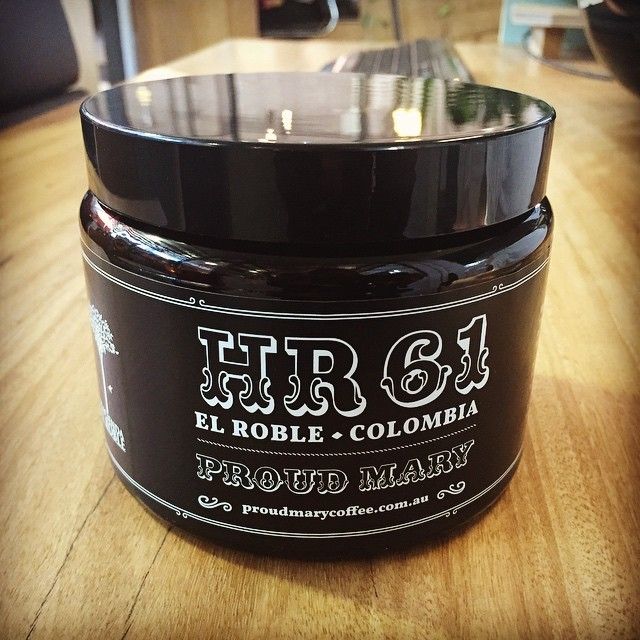 HR 61
EL ROBLE • COLOMBIA
PROUD MARY
proudmarycoffee.com.au